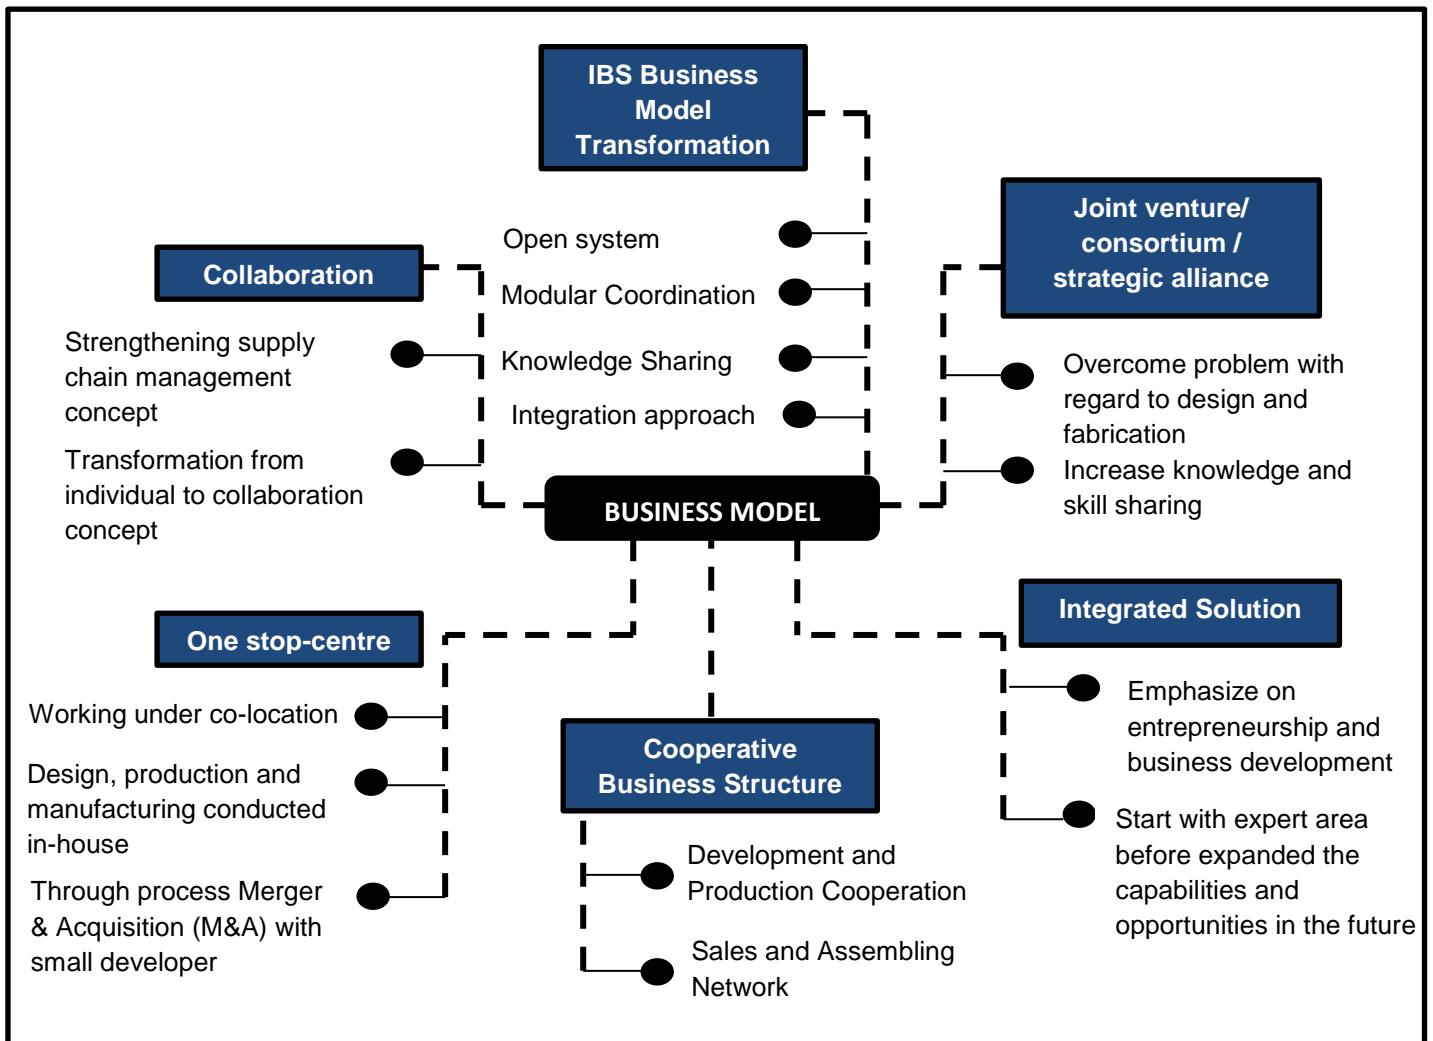 IBS Business
Model
Transformation
Open system
Modular Coordination
Knowledge Sharing
Integration approach
Collaboration
Strengthening supply
chain management
concept
Transformation from
individual to collaboration
concept
Joint venture/
consortium /
strategic alliance
Overcome problem with
regard to design and
fabrication
Increase knowledge and
skill sharing
BUSINESS MODEL
One stop-centre
Working under co-location
Design, production and
manufacturing conducted
in-house
Through process Merger
& Acquisition (M&A) with
small developer
Cooperative
Business Structure
Development and
Production Cooperation
Sales and Assembling
Network
Integrated Solution
Emphasize on
entrepreneurship and
business development
Start with expert area
before expanded the
capabilities and
opportunities in the future